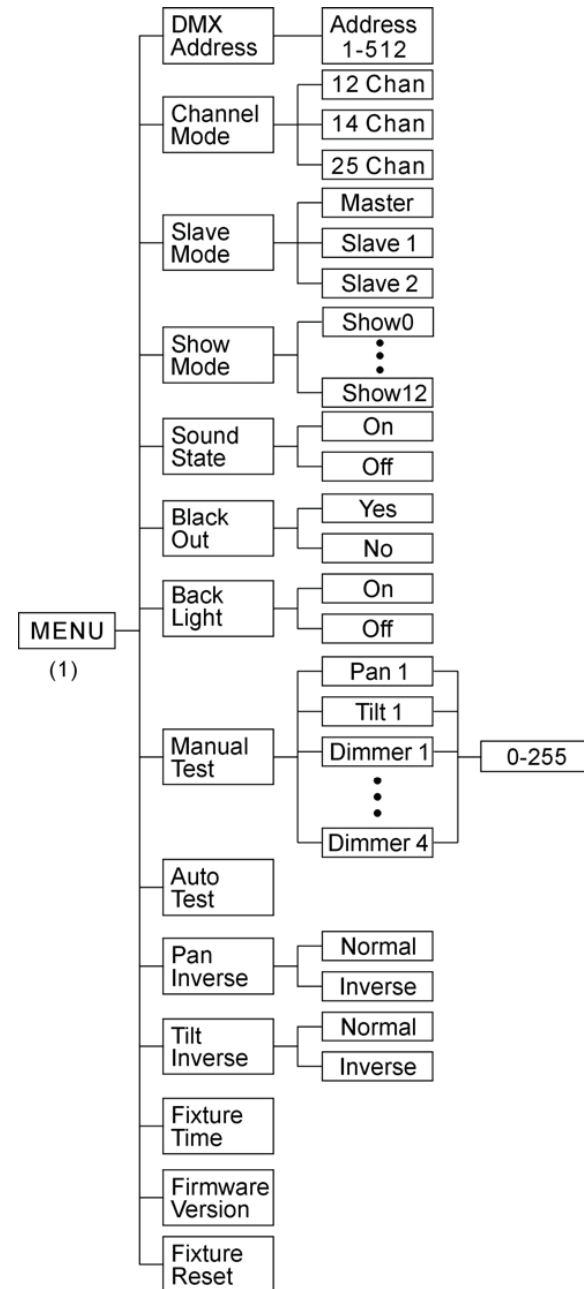 DMX
Address
Address
1-512
Channel
Mode
12 Chan
14 Chan
25 Chan
Slave
Mode
Master
Slave 1
Slave 2
Show
Mode
Show0
Show12
Sound
State
On
Off
Black
Out
Yes
No
Back
Light
On
Off
MENU
(1)
Manual
Test
Pan 1
Tilt 1
Dimmer 1
Dimmer 4
0-255
Auto
Test
Pan
Inverse
Normal
Inverse
Tilt
Inverse
Normal
Inverse
Fixture
Time
Firmware
Version
Fixture
Reset